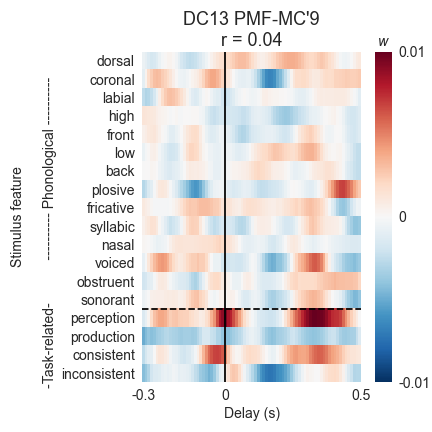 DC13 PMF-MC'9
r = 0.04
w
dorsal
coronal
labial
high
front
low
back
plosive
fricative
syllabic
nasal
voiced
obstruent
sonorant
perception
production
consistent
inconsistent
Stimulus feature
-Task-related- ---------- Phonological ----------
0.01
0
-0.01
-0.3 0 0.5
Delay (s)